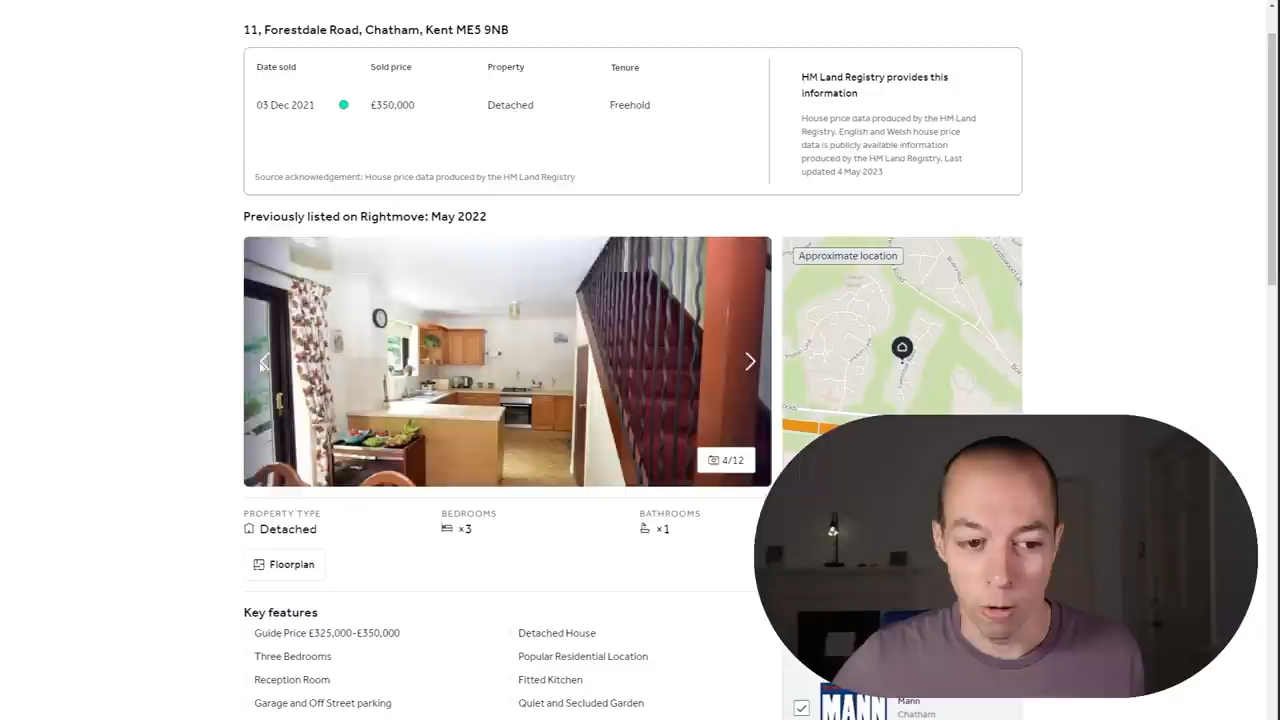 11, Forestdale Road, Chatham, Kent ME5 9NB
Date sold
Sold price
Property
Tenure
03 Dec 2021
£350,000
Detached
Freehold
Source acknowledgement: House price data produced by the HM Land Registry
HM Land Registry provides this
information
House price data produced by the HM Land
Registry. English and Welsh house price
data is publicly available information
produced by the HM Land Registry. Last
updated 4 May 2023
Previously listed on Rightmove: May 2022
4/12
Approximate location
PROPERTY TYPE
Detached
BEDROOMS
×3
BATHROOMS
×1
Floorplan
Key features
Guide Price £325,000-£350,000
Detached House
Three Bedrooms
Popular Residential Location
Reception Room
Fitted Kitchen
Garage and Off Street parking
Quiet and Secluded Garden
MANN
Mann
Chatham